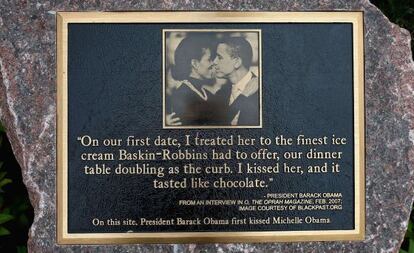 “On our first date, I treated her to the finest ice
cream Baskin-Robbins had to offer, our dinner
table doubling as the curb. I kissed her, and it
tasted like chocolate.”
PRESIDENT BARACK OBAMA
FROM AN INTERVIEW IN O, THE OPRAH MAGAZINE; FEB. 2007;
IMAGE COURTESY OF BLACKPAST.ORG
On this site, President Barack Obama first kissed Michelle Obama